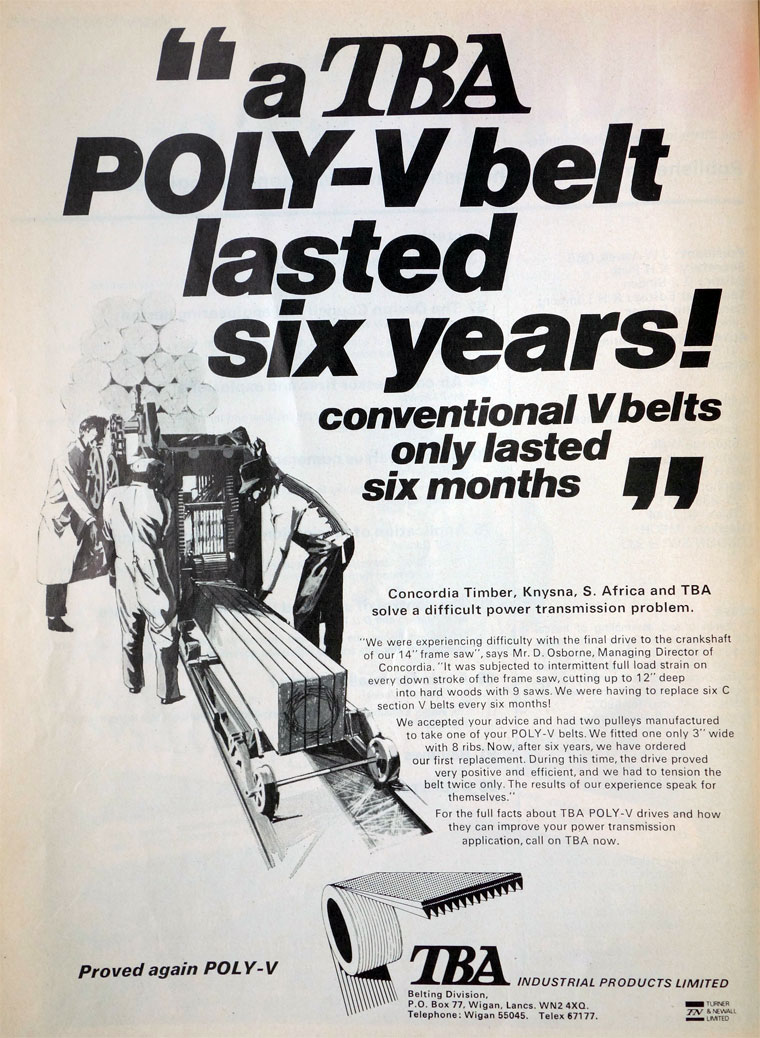 “a TBA
POLY-V belt
lasted
six years!
conventional V belts
only lasted
six months ”
Concordia Timber, Knysna, S. Africa and TBA
solve a difficult power transmission problem.
“We were experiencing difficulty with the final drive to the crankshaft
of our 14” frame saw”, says Mr. D. Osborne, Managing Director of
Concordia. “It was subjected to intermittent full load strain on
every down stroke of the frame saw, cutting up to 12” deep
into hard woods with 9 saws. We were having to replace six C
section V belts every six months!
We accepted your advice and had two pulleys manufactured
to take one of your POLY-V belts. We fitted one only 3” wide
with 8 ribs. Now, after six years, we have ordered
our first replacement. During this time, the drive proved
very positive and efficient, and we had to tension the
belt twice only. The results of our experience speak for
themselves.”
For the full facts about TBA POLY-V drives and how
they can improve your power transmission
application, call on TBA now.
Proved again POLY-V
TBA INDUSTRIAL PRODUCTS LIMITED
Belting Division,
P.O. Box 77, Wigan, Lancs. WN2 4XQ.
Telephone: Wigan 55045. Telex 67177.
TN TURNER
& NEWALL
LIMITED